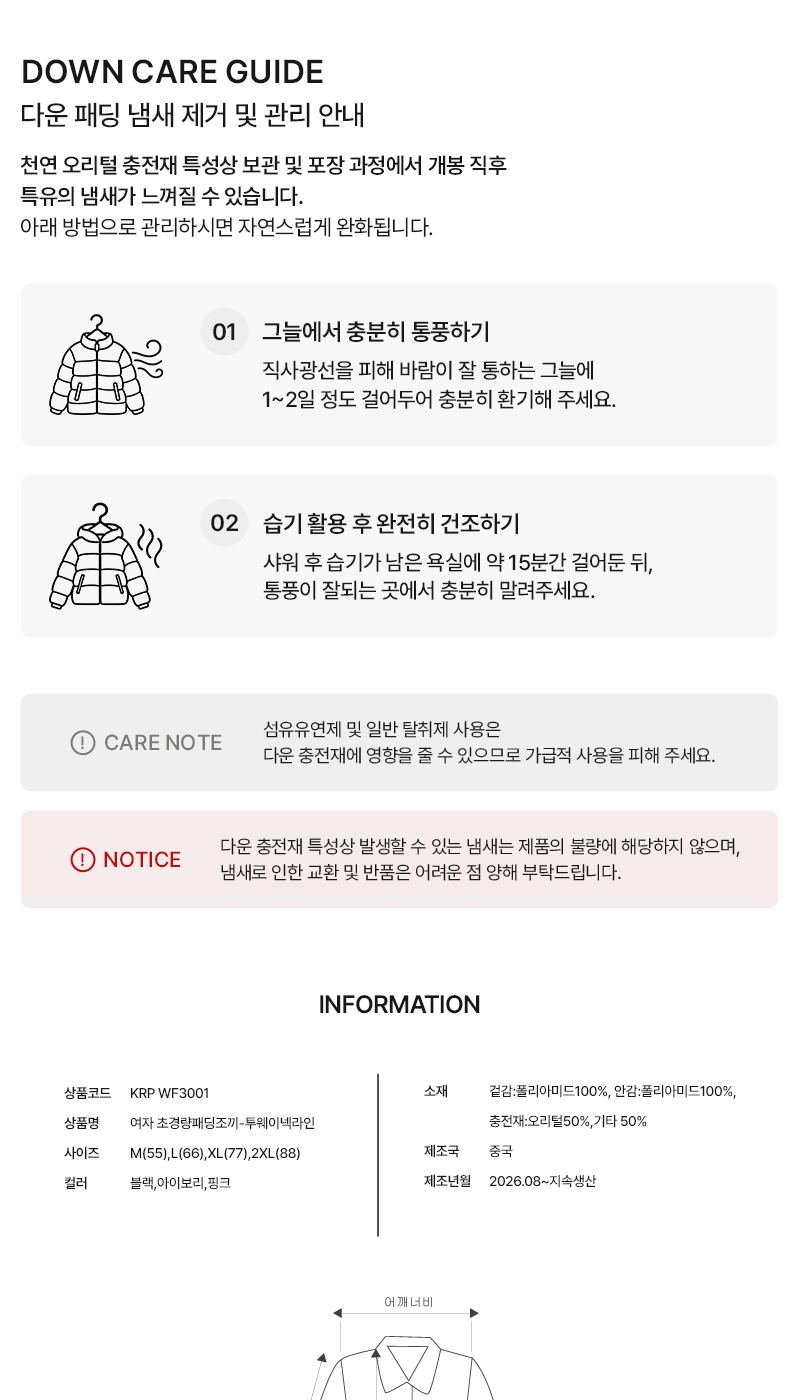 DOWN CARE GUIDE
다운 패딩 냄새 제거 및 관리 안내
천연 오리털 충전재 특성상 보관 및 포장 과정에서 개봉 직후
특유의 냄새가 느껴질 수 있습니다.
아래 방법으로 관리하시면 자연스럽게 완화됩니다.
01 그늘에서 충분히 통풍하기
직사광선을 피해 바람이 잘 통하는 그늘에
1~2일 정도 걸어두어 충분히 환기해 주세요.
02 습기 활용 후 완전히 건조하기
샤워 후 습기가 남은 욕실에 약 15분간 걸어둔 뒤,
통풍이 잘되는 곳에서 충분히 말려주세요.
CARE NOTE
섬유유연제 및 일반 탈취제 사용은
다운 충전재에 영향을 줄 수 있으므로 가급적 사용을 피해 주세요.
NOTICE
다운 충전재 특성상 발생할 수 있는 냄새는 제품의 불량에 해당하지 않으며,
냄새로 인한 교환 및 반품은 어려운 점 양해 부탁드립니다.
INFORMATION
상품코드 KRP WF3001
상품명 여자 초경량패딩조끼-투웨이넥라인
사이즈 M(55),L(66),XL(77),2XL(88)
컬러 블랙,아이보리,핑크
소재 겉감:폴리아미드100%, 안감:폴리아미드100%,
충전재:오리털50%,기타 50%
제조국 중국
제조년월 2026.08~지속생산
어깨너비